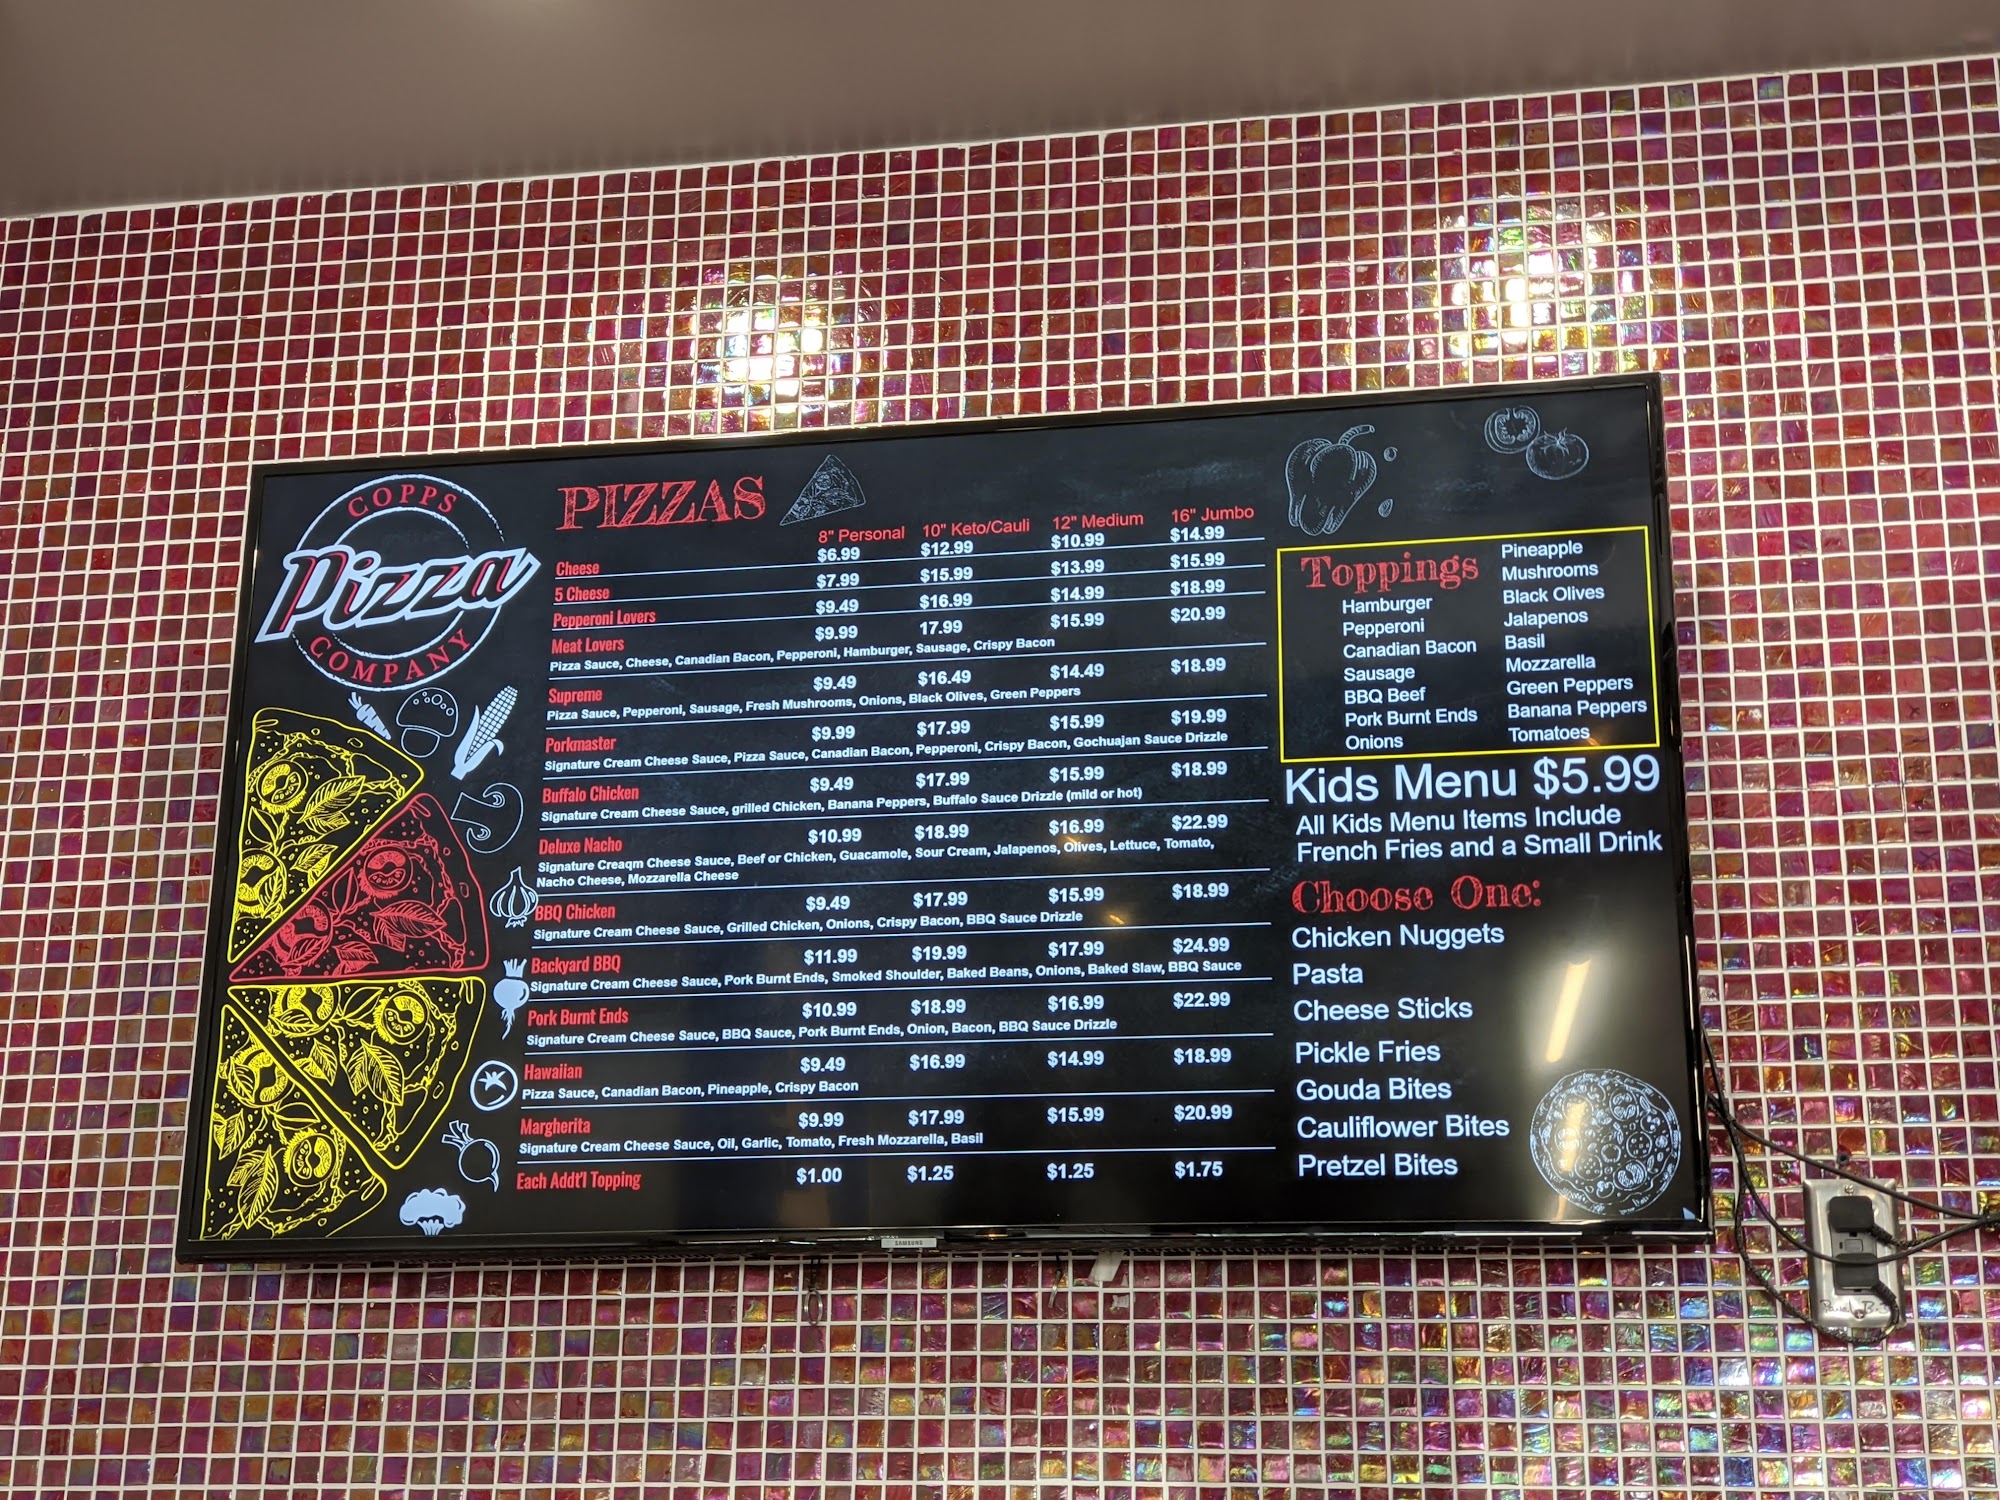 COPPS
Pizza
COMPANY
PIZZAS
8" Personal 10" Keto/Cauli 12" Medium 16" Jumbo
Cheese $6.99 $12.99 $10.99 $14.99
5 Cheese $7.99 $15.99 $13.99 $15.99
Pepperoni Lovers $9.49 $16.99 $14.99 $18.99
Meat Lovers $9.99 17.99 $15.99 $20.99
Pizza Sauce, Cheese, Canadian Bacon, Pepperoni, Hamburger, Sausage, Crispy Bacon
Supreme $9.49 $16.49 $14.49 $18.99
Pizza Sauce, Pepperoni, Sausage, Fresh Mushrooms, Onions, Black Olives, Green Peppers
Porkmaster $9.99 $17.99 $15.99 $19.99
Signature Cream Cheese Sauce, Pizza Sauce, Canadian Bacon, Pepperoni, Crispy Bacon, Gochuajan Sauce Drizzle
Buffalo Chicken $9.49 $17.99 $15.99 $18.99
Signature Cream Cheese Sauce, grilled Chicken, Banana Peppers, Buffalo Sauce Drizzle (mild or hot)
Deluxe Nacho $10.99 $18.99 $16.99 $22.99
Signature Creaqm Cheese Sauce, Beef or Chicken, Guacamole, Sour Cream, Jalapenos, Olives, Lettuce, Tomato,
Nacho Cheese, Mozzarella Cheese
BBQ Chicken $9.49 $17.99 $15.99 $18.99
Signature Cream Cheese Sauce, Grilled Chicken, Onions, Crispy Bacon, BBQ Sauce Drizzle
Backyard BBQ $11.99 $19.99 $17.99 $24.99
Signature Cream Cheese Sauce, Pork Burnt Ends, Smoked Shoulder, Baked Beans, Onions, Baked Slaw, BBQ Sauce
Pork Burnt Ends $10.99 $18.99 $16.99 $22.99
Signature Cream Cheese Sauce, BBQ Sauce, Pork Burnt Ends, Onion, Bacon, BBQ Sauce Drizzle
Hawaiian $9.49 $16.99 $14.99 $18.99
Pizza Sauce, Canadian Bacon, Pineapple, Crispy Bacon
Margherita $9.99 $17.99 $15.99 $20.99
Signature Cream Cheese Sauce, Oil, Garlic, Tomato, Fresh Mozzarella, Basil
Each Addt'l Topping $1.00 $1.25 $1.25 $1.75
Toppings
Hamburger
Pepperoni
Canadian Bacon
Sausage
BBQ Beef
Pork Burnt Ends
Onions
Pineapple
Mushrooms
Black Olives
Jalapenos
Basil
Mozzarella
Green Peppers
Banana Peppers
Tomatoes
Kids Menu $5.99
All Kids Menu Items Include
French Fries and a Small Drink
Choose One:
Chicken Nuggets
Pasta
Cheese Sticks
Pickle Fries
Gouda Bites
Cauliflower Bites
Pretzel Bites
SAMSUNG